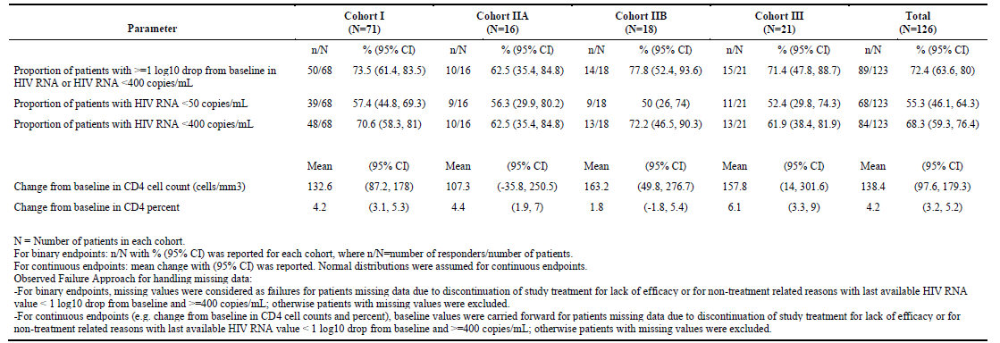 Parameter Cohort I (N=71) Cohort IIA (N=16) Cohort IIB (N=18) Cohort III (N=21) Total (N=126)
n/N % (95% CI) n/N % (95% CI) n/N % (95% CI) n/N % (95% CI) n/N % (95% CI)
Proportion of patients with >=1 log10 drop from baseline in HIV RNA or HIV RNA <400 copies/mL 50/68 73.5 (61.4, 83.5) 10/16 62.5 (35.4, 84.8) 14/18 77.8 (52.4, 93.6) 15/21 71.4 (47.8, 88.7) 89/123 72.4 (63.6, 80)
Proportion of patients with HIV RNA <50 copies/mL 39/68 57.4 (44.8, 69.3) 9/16 56.3 (29.9, 80.2) 9/18 50 (26, 74) 11/21 52.4 (29.8, 74.3) 68/123 55.3 (46.1, 64.3)
Proportion of patients with HIV RNA <400 copies/mL 48/68 70.6 (58.3, 81) 10/16 62.5 (35.4, 84.8) 13/18 72.2 (46.5, 90.3) 13/21 61.9 (38.4, 81.9) 84/123 68.3 (59.3, 76.4)
Mean (95% CI) Mean (95% CI) Mean (95% CI) Mean (95% CI) Mean (95% CI)
Change from baseline in CD4 cell count (cells/mm3) 132.6 (87.2, 178) 107.3 (-35.8, 250.5) 163.2 (49.8, 276.7) 157.8 (14, 301.6) 138.4 (97.6, 179.3)
Change from baseline in CD4 percent 4.2 (3.1, 5.3) 4.4 (1.9, 7) 1.8 (-1.8, 5.4) 6.1 (3.3, 9) 4.2 (3.2, 5.2)
N = Number of patients in each cohort.
For binary endpoints: n/N with % (95% CI) was reported for each cohort, where n/N=number of responders/number of patients.
For continuous endpoints: mean change with (95% CI) was reported. Normal distributions were assumed for continuous endpoints.
Observed Failure Approach for handling missing data:
-For binary endpoints, missing values were considered as failures for patients missing data due to discontinuation of study treatment for lack of efficacy or for non-treatment related reasons with last available HIV RNA
value < 1 log10 drop from baseline and >=400 copies/mL; otherwise patients with missing values were excluded.
-For continuous endpoints (e.g. change from baseline in CD4 cell counts and percent), baseline values were carried forward for patients missing data due to discontinuation of study treatment for lack of efficacy or for
non-treatment related reasons with last available HIV RNA value < 1 log10 drop from baseline and >=400 copies/mL; otherwise patients with missing values were excluded.